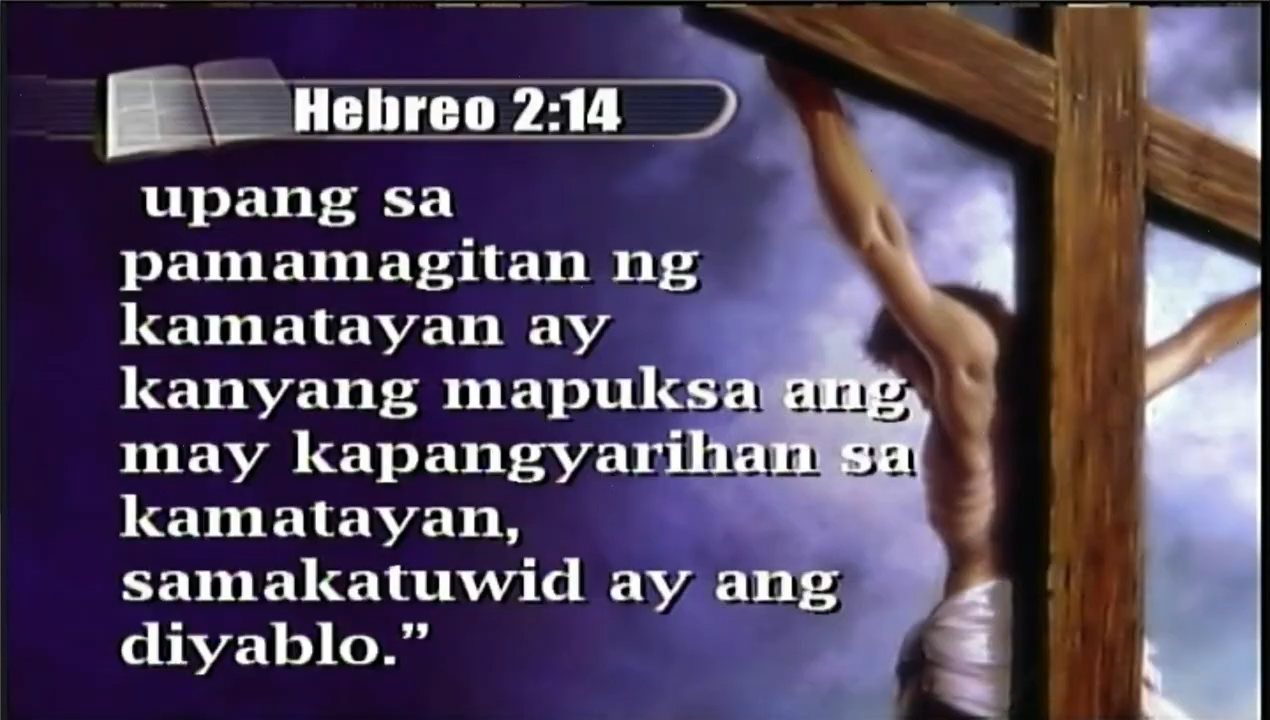 Hebreo 2:14
upang sa
pamamagitan ng
kamatayan ay
kanyang mapuksa ang
may kapangyarihan sa
kamatayan,
samakatuwid ay ang
diyablo.”